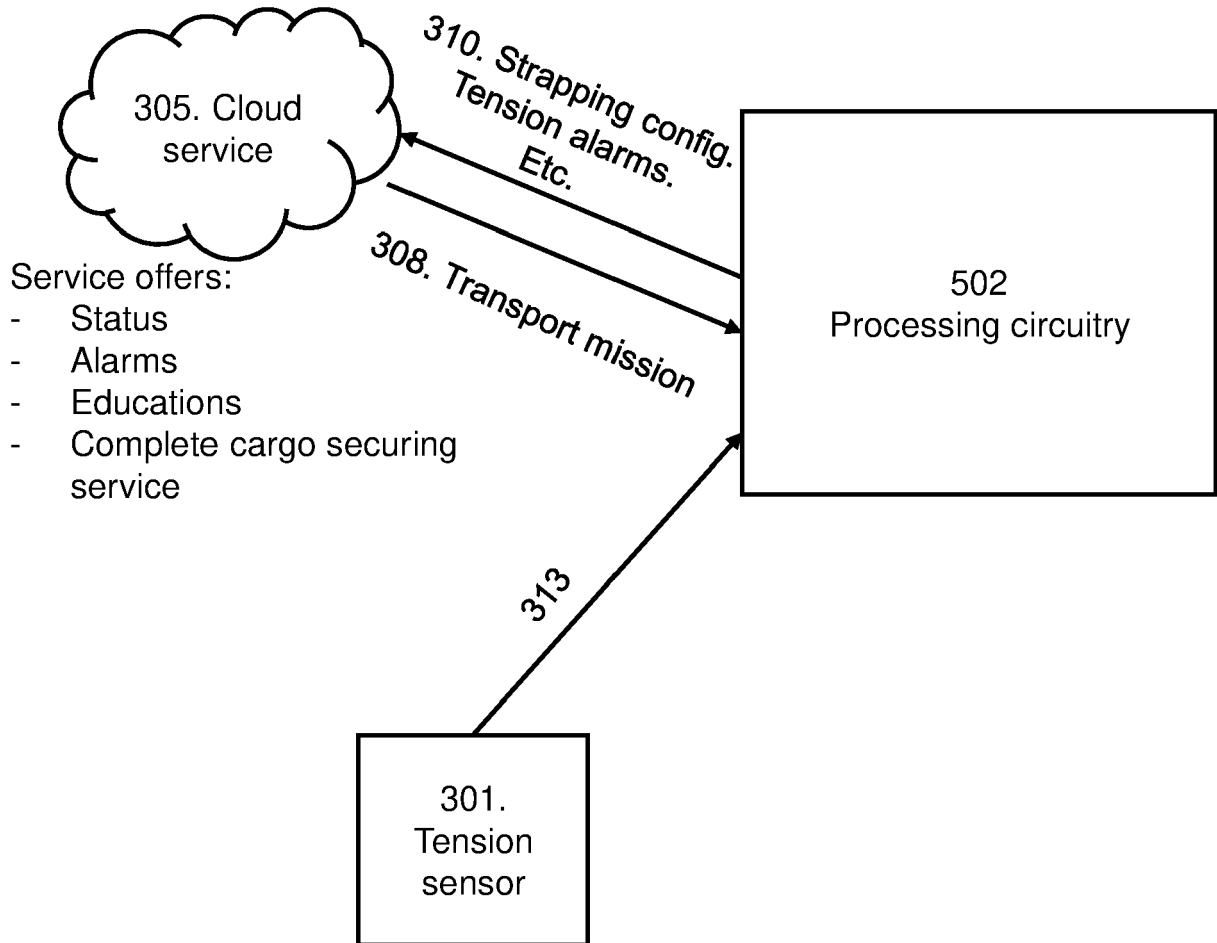 305. Cloud
service
310. Strapping config.
Tension alarms.
Etc.
308. Transport mission
502
Processing circuitry
Service offers:
- Status
- Alarms
- Educations
- Complete cargo securing
service
313
301.
Tension
sensor